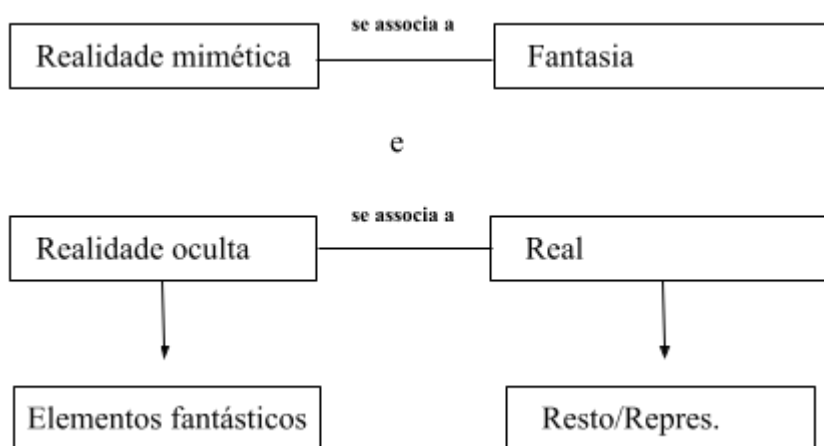 se associa a
Realidade mimética
Fantasia
e
se associa a
Realidade oculta
Real
Elementos fantásticos
Resto/Repres.